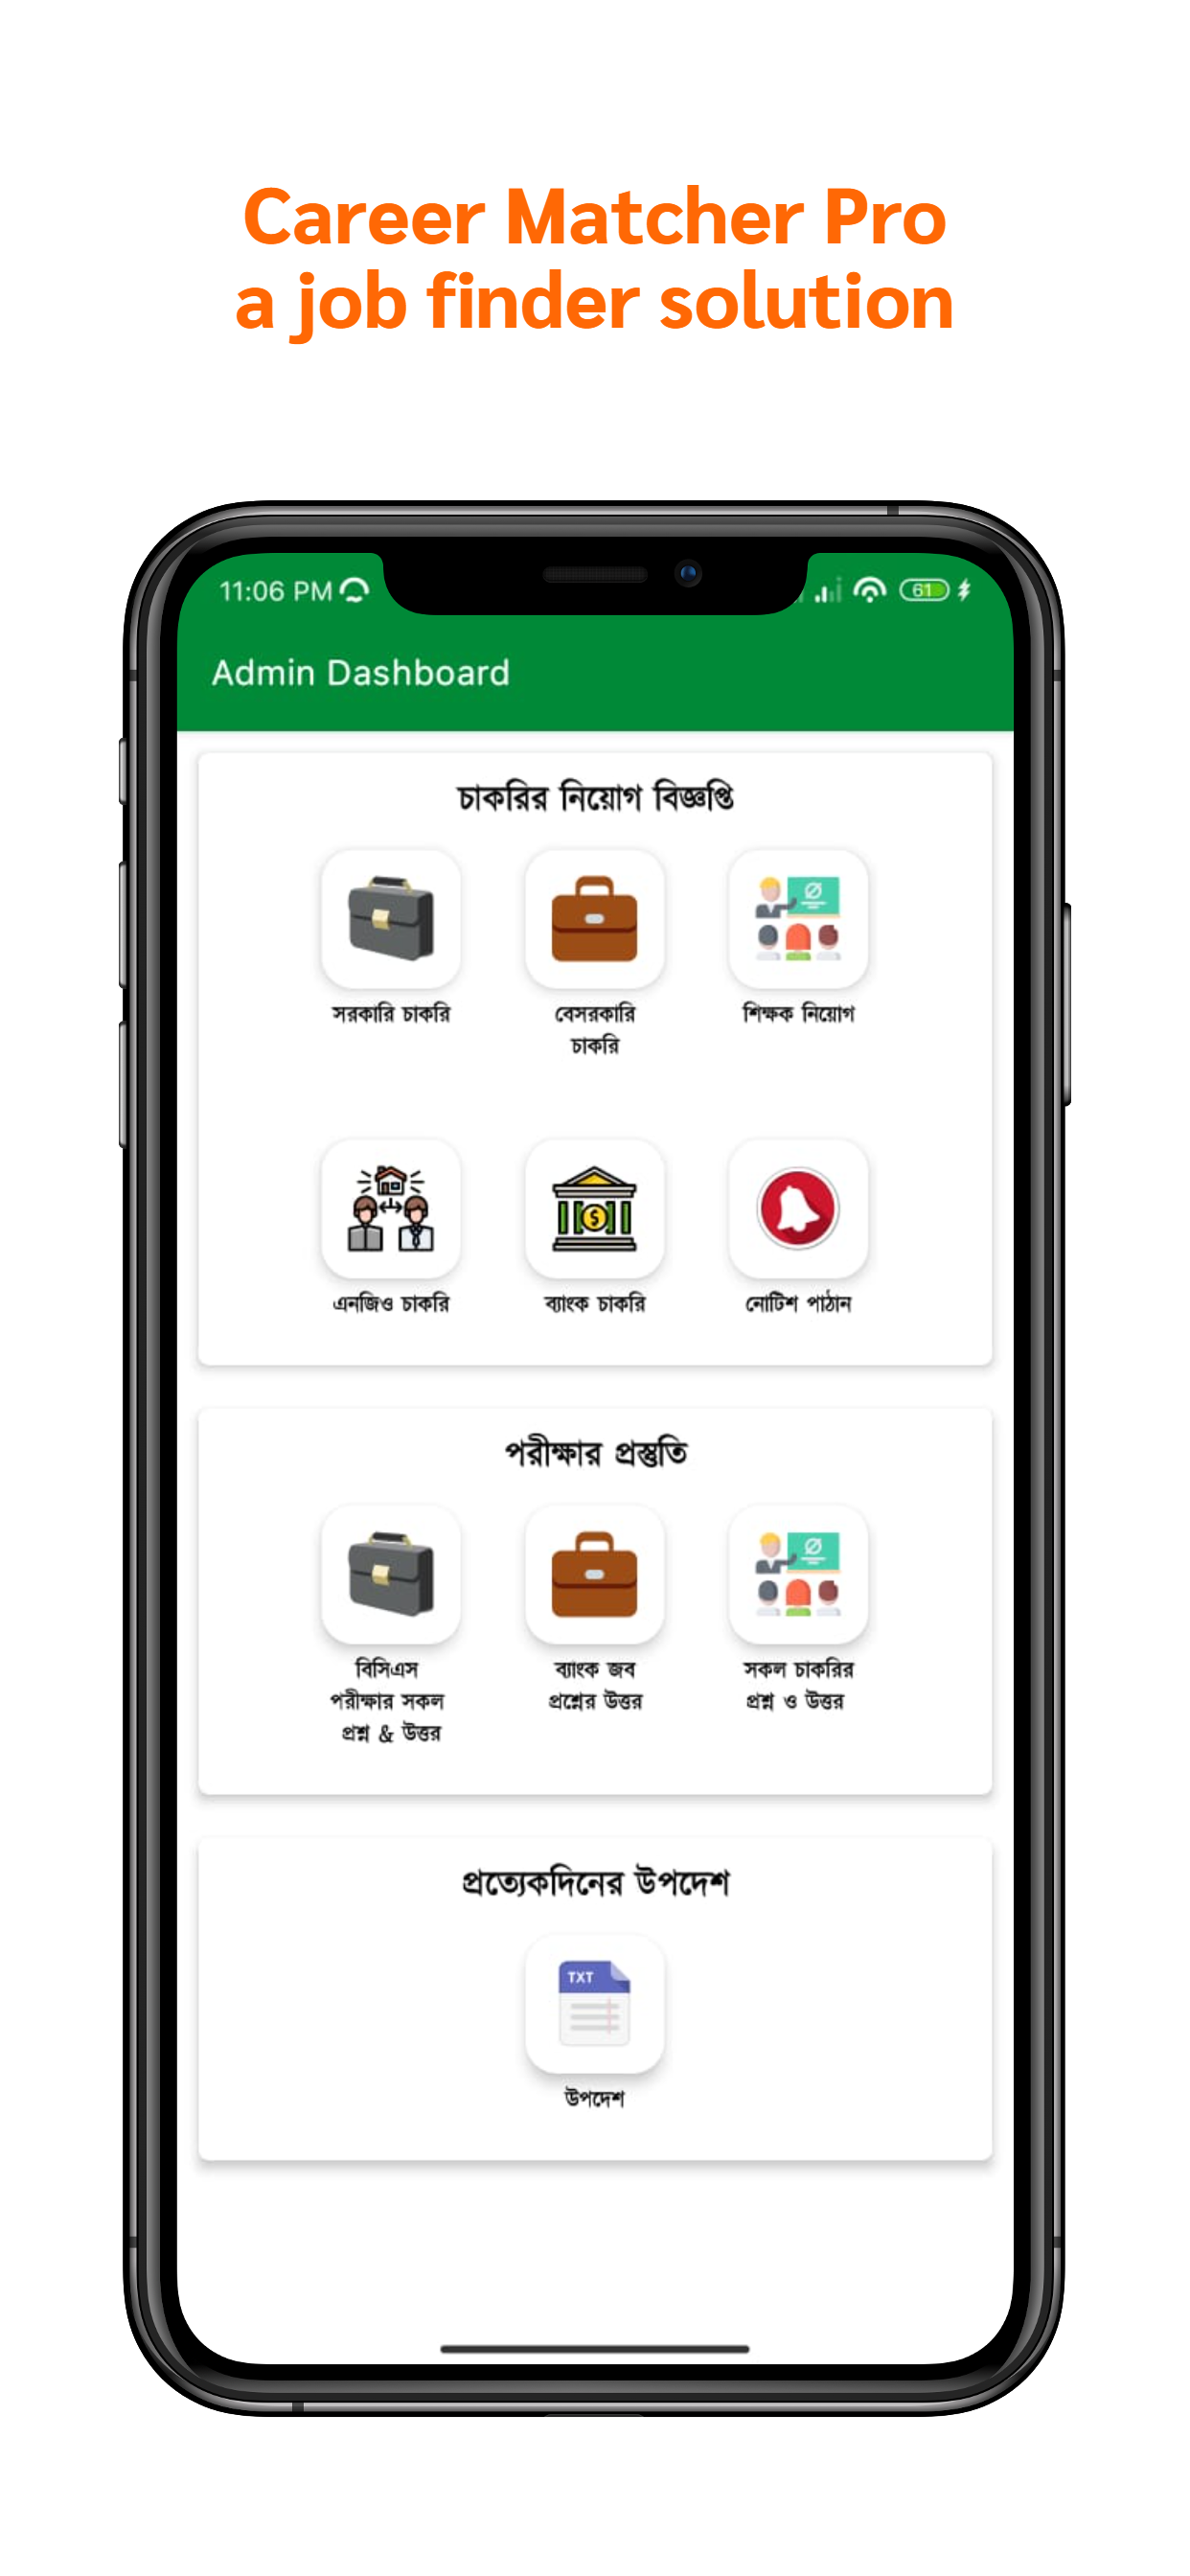 Career Matcher Pro
a job finder solution
11:06 PM
61
Admin Dashboard
চাকরির নিয়োগ বিজ্ঞপ্তি
সরকারি চাকরি
বেসরকারি
চাকরি
শিক্ষক নিয়োগ
এনজিও চাকরি
ব্যাংক চাকরি
নোটিশ পাঠান
পরীক্ষার প্রস্তুতি
বিসিএস
পরীক্ষার সকল
প্রশ্ন & উত্তর
ব্যাংক জব
প্রশ্নের উত্তর
সকল চাকরির
প্রশ্ন ও উত্তর
প্রত্যেকদিনের উপদেশ
TXT
উপদেশ